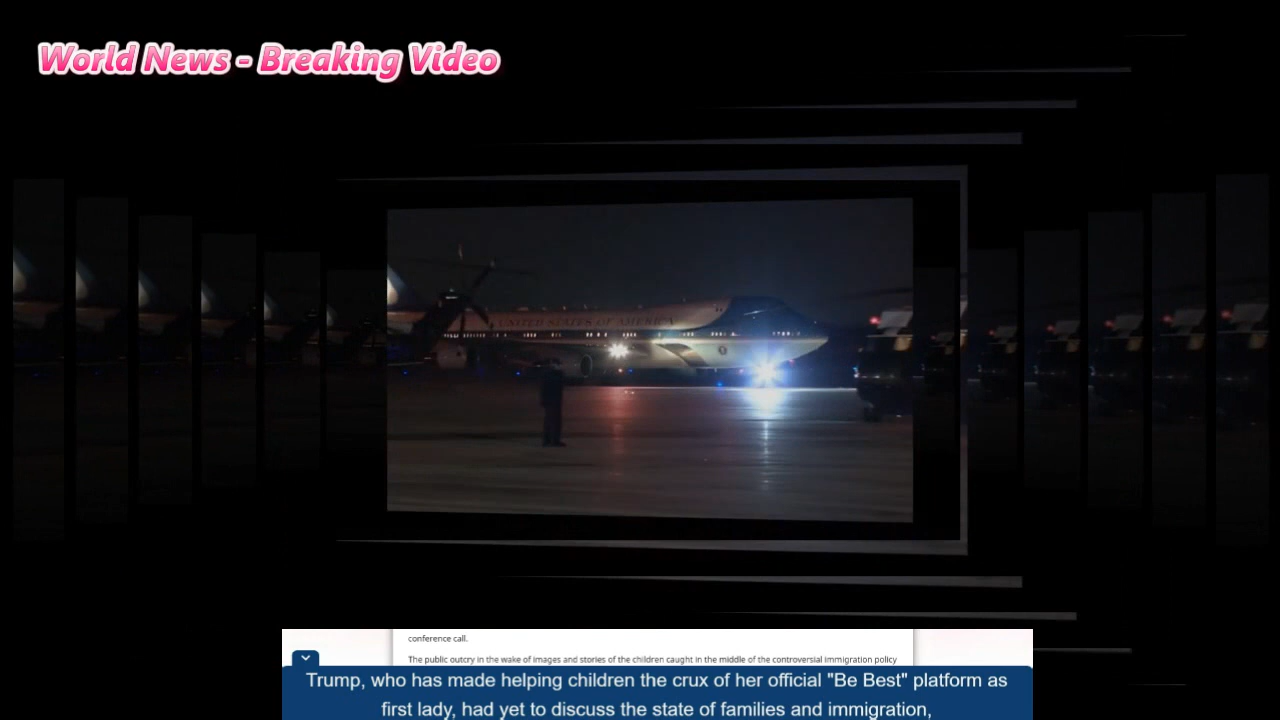 World News - Breaking Video
UNITED STATES OF AMERICA
conference call.
The public outcry in the wake of images and stories of the children caught in the middle of the controversial immigration policy
Trump, who has made helping children the crux of her official "Be Best" platform as
first lady, had yet to discuss the state of families and immigration,